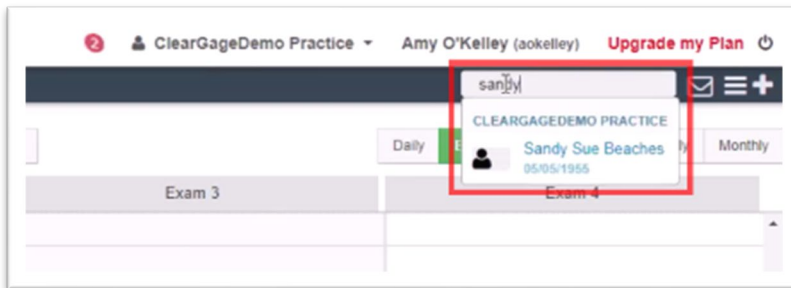 2 ClearGageDemo Practice Amy O'Kelley (aokelley) Upgrade my Plan
sandy
CLEARGAGEDEMO PRACTICE
Sandy Sue Beaches
05/05/1955
Daily Monthly
Exam 3 Exam 4